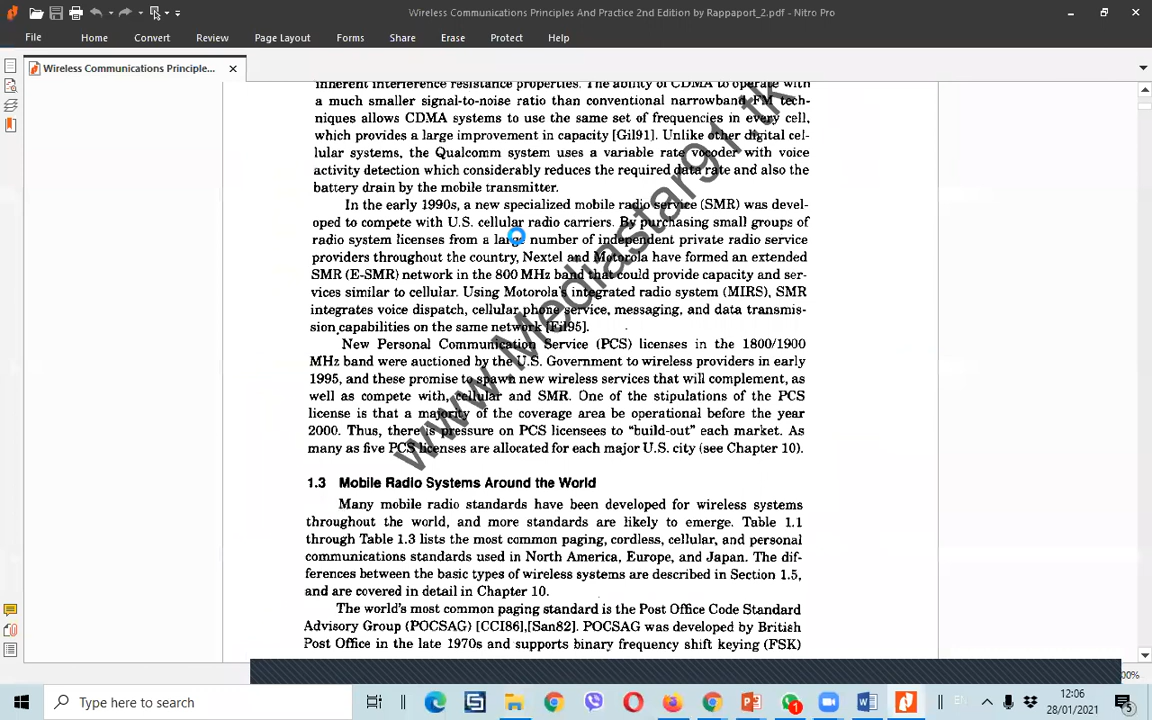 Wireless Communications Principles And Practice 2nd Edition by Rappaport_2.pdf - Nitro Pro
File Home Convert Review Page Layout Forms Share Erase Protect Help
Wireless Communications Principle...
inherent interference resistance properties. The ability of CDMA to operate with
a much smaller signal-to-noise ratio than conventional narrowband FM tech-
niques allows CDMA systems to use the same set of frequencies in every cell,
which provides a large improvement in capacity [Gil91]. Unlike other digital cel-
lular systems, the Qualcomm system uses a variable rate vocoder with voice
activity detection which considerably reduces the required data rate and also the
battery drain by the mobile transmitter.
In the early 1990s, a new specialized mobile radio service (SMR) was devel-
oped to compete with U.S. cellular radio carriers. By purchasing small groups of
radio system licenses from a large number of independent private radio service
providers throughout the country, Nextel and Motorola have formed an extended
SMR (E-SMR) network in the 800 MHz band that could provide capacity and ser-
vices similar to cellular. Using Motorola's integrated radio system (MIRS), SMR
integrates voice dispatch, cellular phone service, messaging, and data transmis-
sion capabilities on the same network [Fil95].
New Personal Communication Service (PCS) licenses in the 1800/1900
MHz band were auctioned by the U.S. Government to wireless providers in early
1995, and these promise to spawn new wireless services that will complement, as
well as compete with, cellular and SMR. One of the stipulations of the PCS
license is that a majority of the coverage area be operational before the year
2000. Thus, there is pressure on PCS licensees to "build-out" each market. As
many as five PCS licenses are allocated for each major U.S. city (see Chapter 10).
1.3 Mobile Radio Systems Around the World
Many mobile radio standards have been developed for wireless systems
throughout the world, and more standards are likely to emerge. Table 1.1
through Table 1.3 lists the most common paging, cordless, cellular, and personal
communications standards used in North America, Europe, and Japan. The dif-
ferences between the basic types of wireless systems are described in Section 1.5,
and are covered in detail in Chapter 10.
The world's most common paging standard is the Post Office Code Standard
Advisory Group (POCSAG) [CCI86],[San82]. POCSAG was developed by British
Post Office in the late 1970s and supports binary frequency shift keying (FSK)
www.Mediastar91.tk
00%
Type here to search
1
EN
12:06
28/01/2021
5